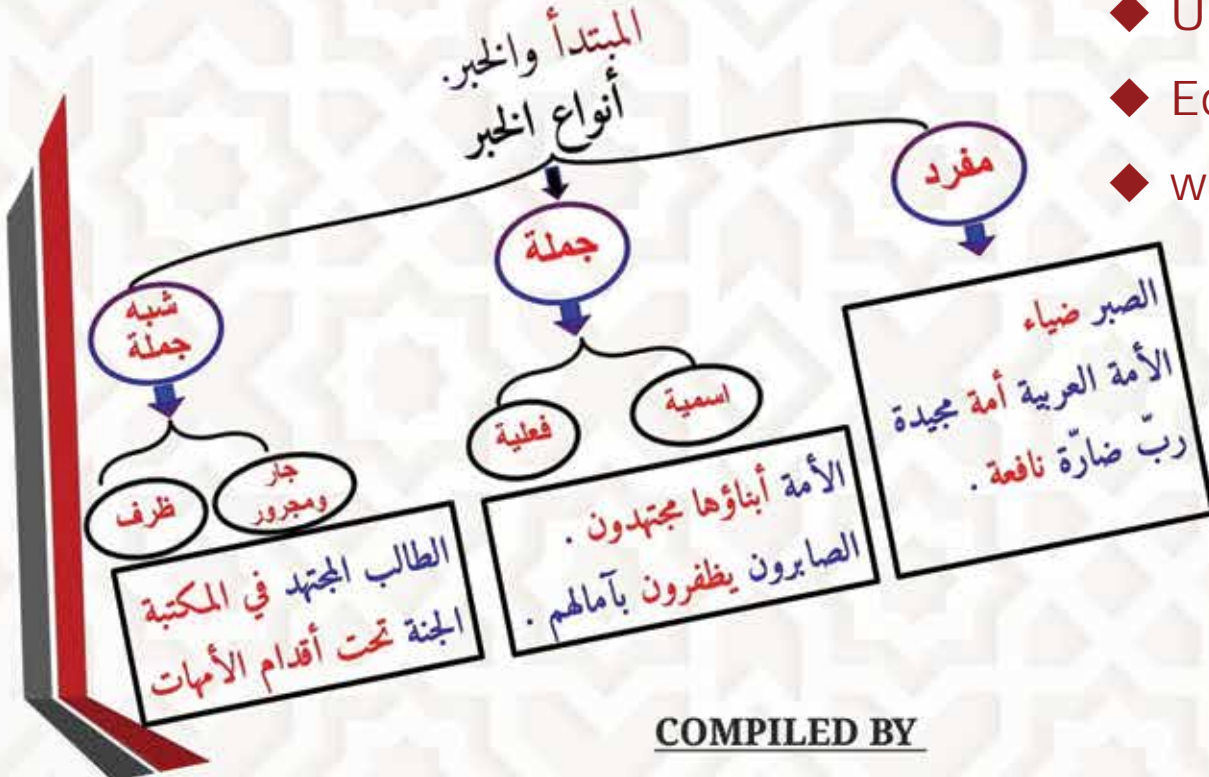 المبتدأ والخبر.
أنواع الخبر
مفرد
جملة
شبه
جملة
اسمية
فعلية
جار
ومجرور
ظرف
الصبر ضياء
الأمة العربية أمة مجيدة
ربّ ضارّة نافعة .
الأمة أبناؤها مجتهدون .
الصابرون يظفرون بآمالهم .
الطالب المجتهد في المكتبة
الجنة تحت أقدام الأمهات
COMPILED BY